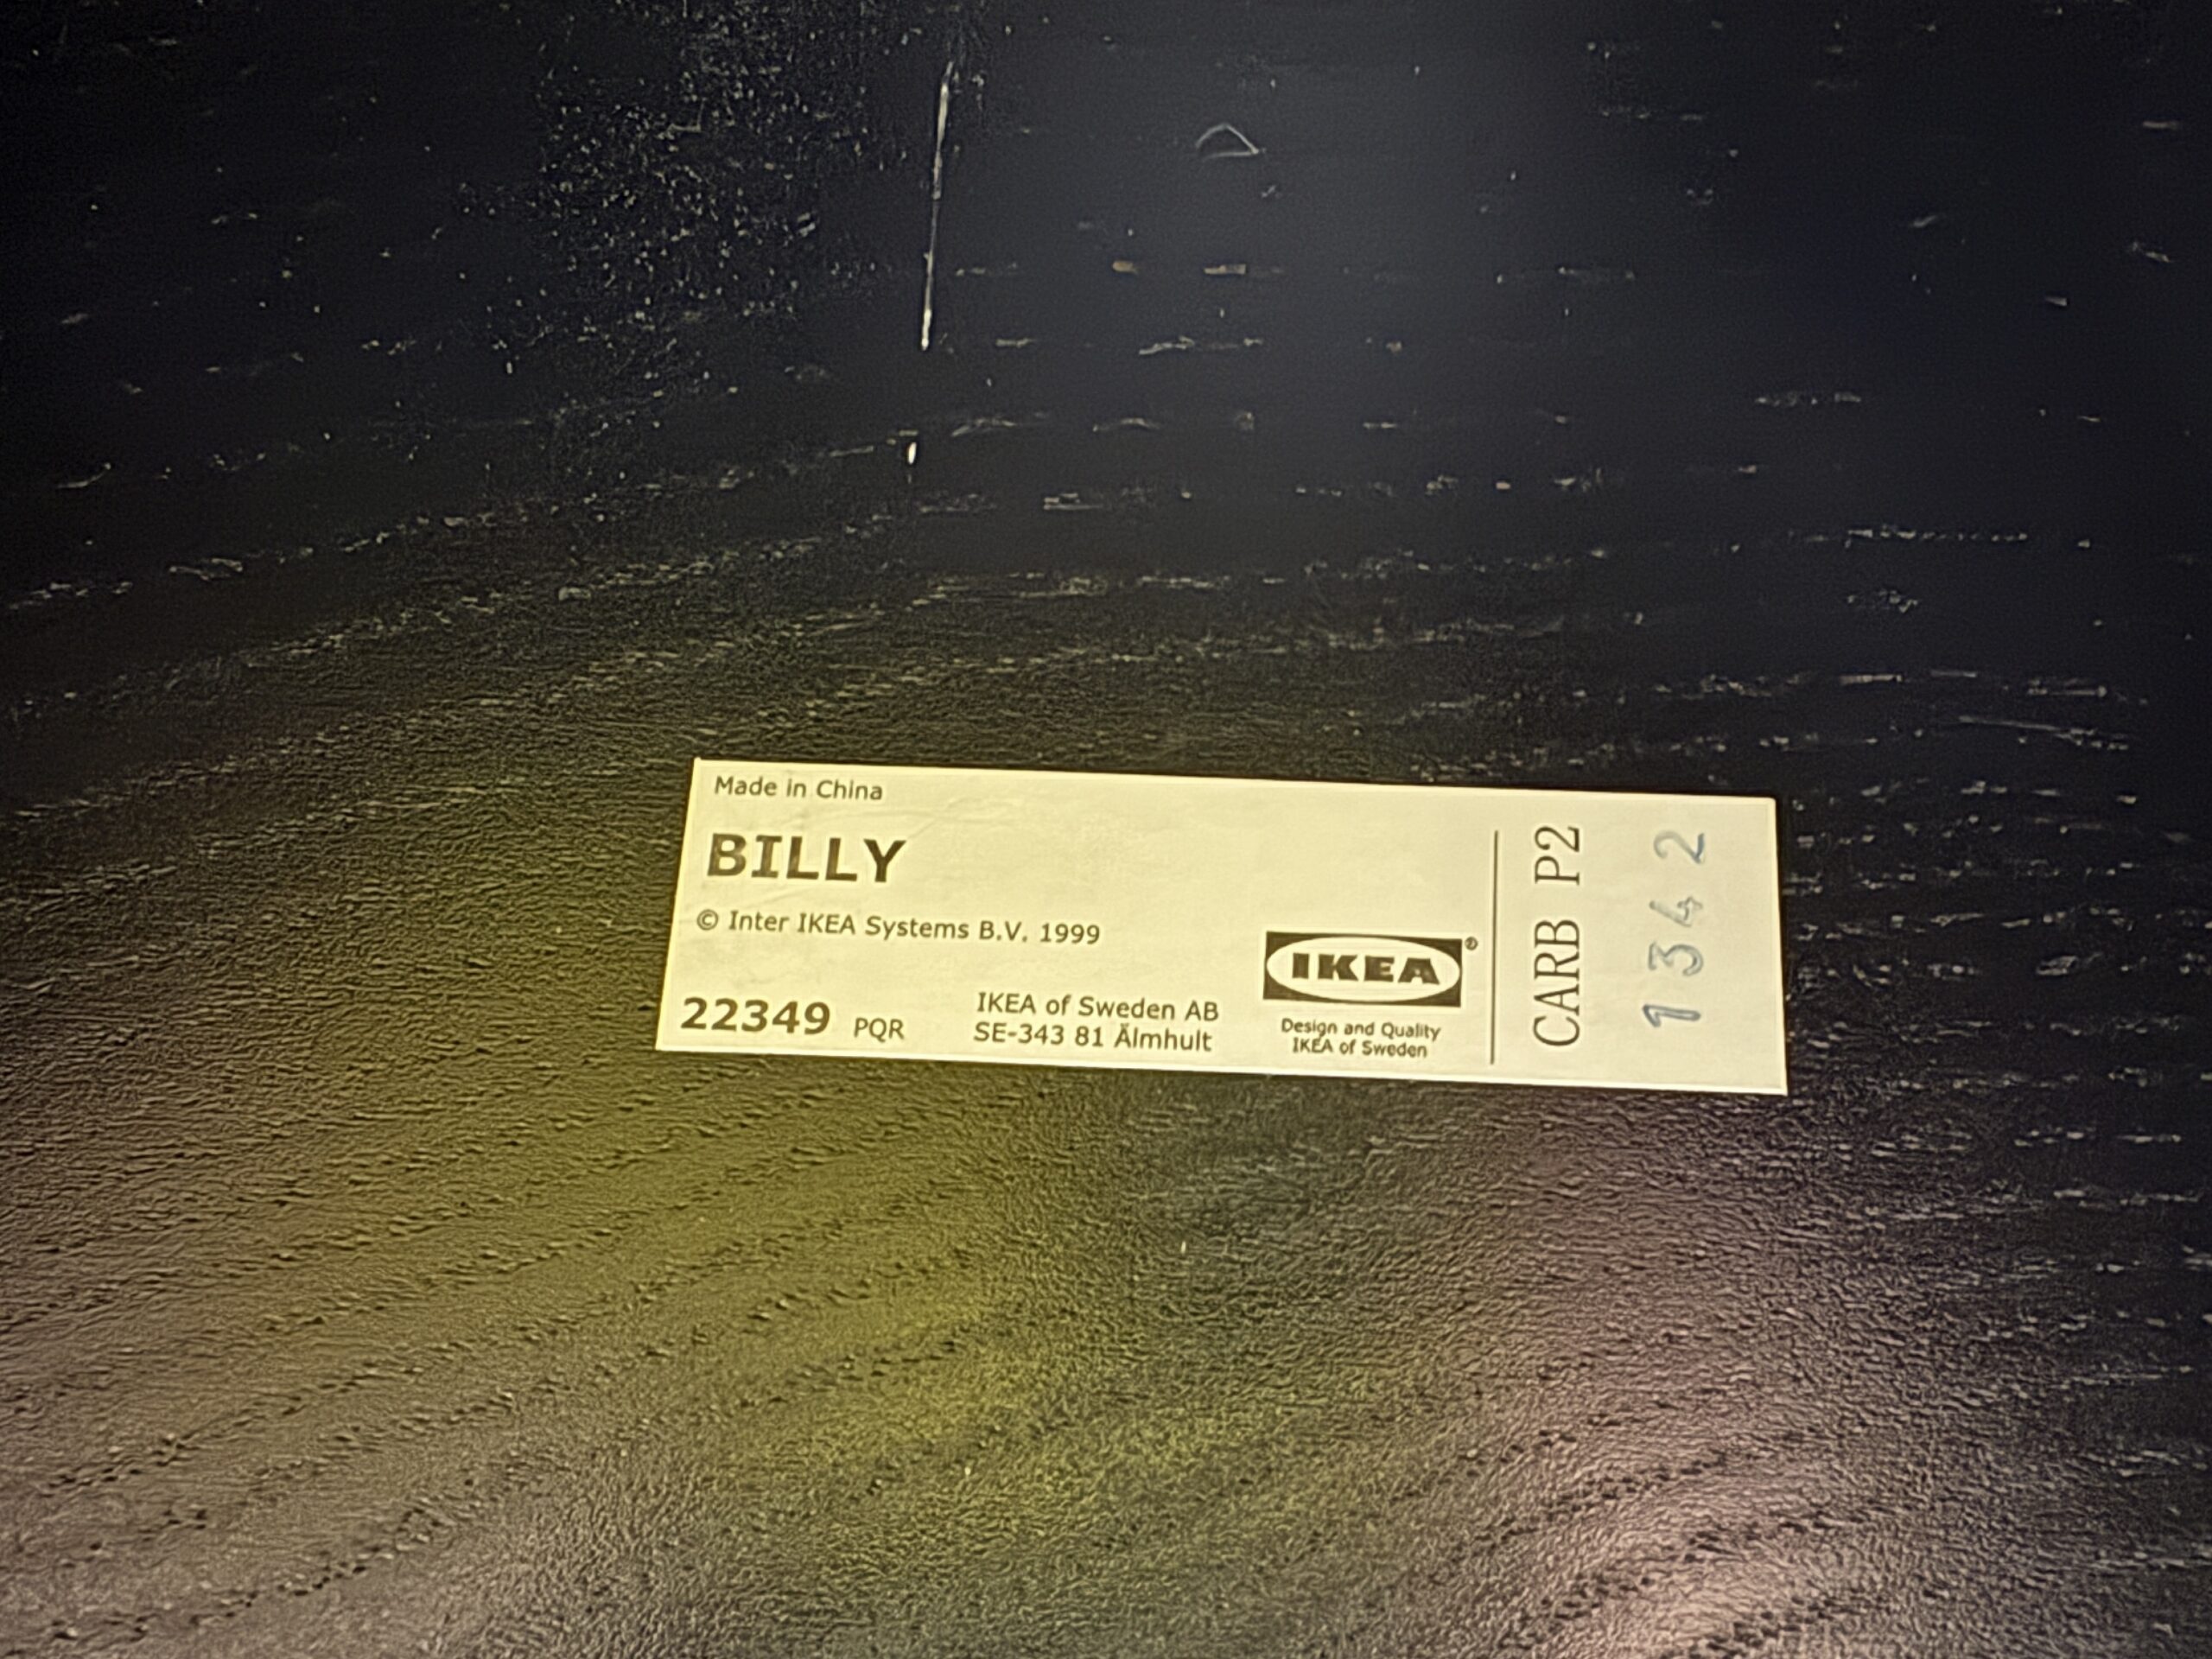 Made in China
BILLY
© Inter IKEA Systems B.V. 1999
22349 PQR
IKEA of Sweden AB
SE-343 81 Älmhult
IKEA®
Design and Quality
IKEA of Sweden
CARB P2
1342